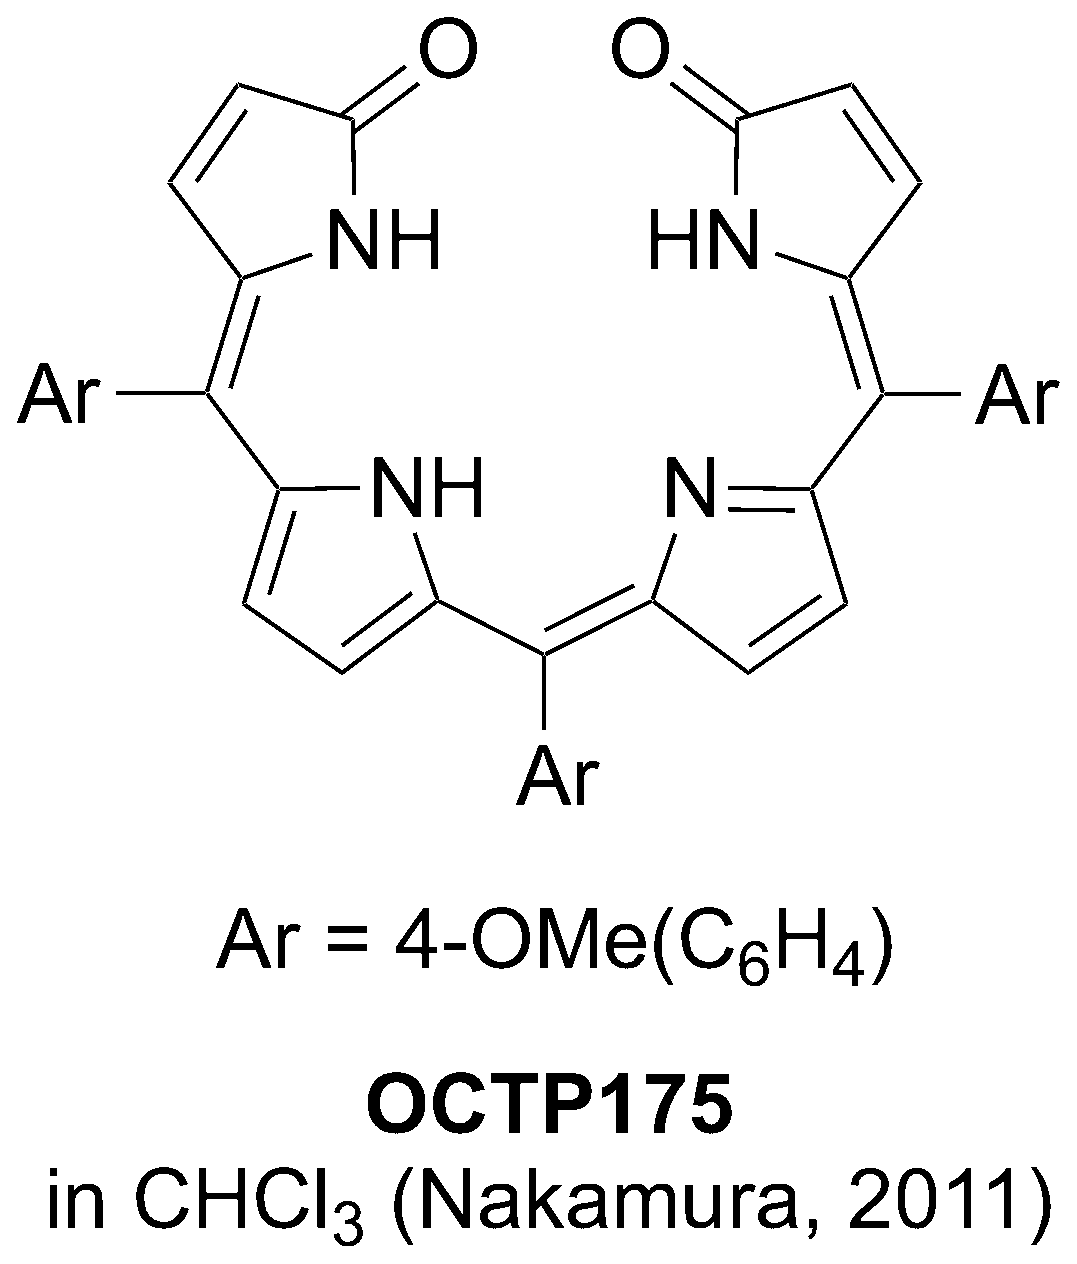 O O
NH HN
Ar Ar
NH N
Ar
Ar = 4-OMe(C₆H₄)
OCTP175
in CHCl₃ (Nakamura, 2011)